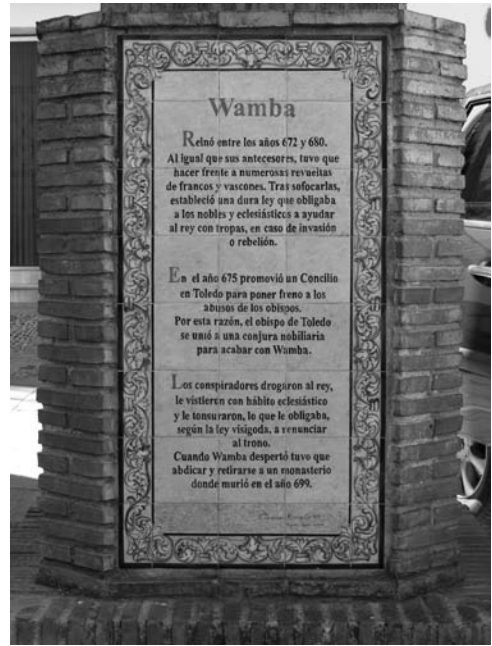 Wamba
Reinó entre los años 672 y 680.
Al igual que sus antecesores, tuvo que
hacer frente a numerosas revueltas
de francos y vascones. Tras sofocarlas,
estableció una dura ley que obligaba
a los nobles y eclesiásticos a ayudar
al rey con tropas, en caso de invasión
o rebelión.
En el año 675 promovió un Concilio
en Toledo para poner freno a los
abusos de los obispos.
Por esta razón, el obispo de Toledo
se unió a una conjura nobiliaria
para acabar con Wamba.
Los conspiradores drogaron al rey,
le vistieron con hábito eclesiástico
y le tonsuraron, lo que le obligaba,
según la ley visigoda, a renunciar
al trono.
Cuando Wamba despertó tuvo que
abdicar y retirarse a un monasterio
donde murió en el año 699.